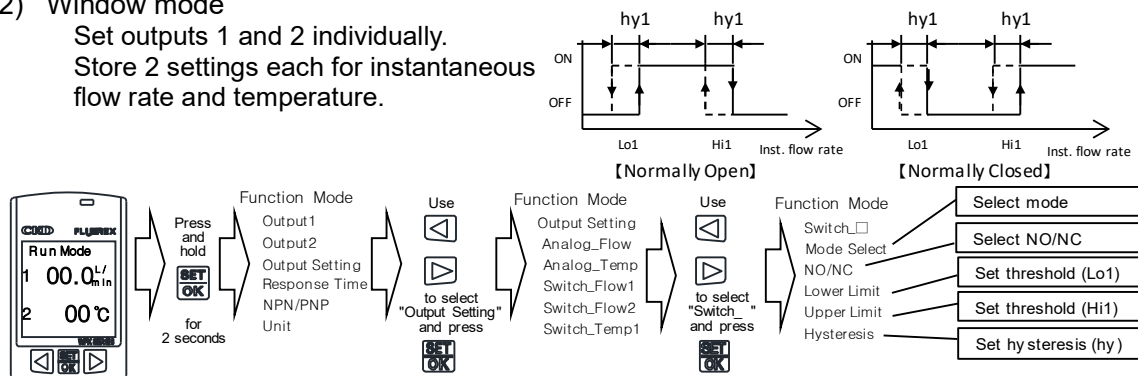 2) Window mode
Set outputs 1 and 2 individually.
Store 2 settings each for instantaneous
flow rate and temperature.
hy1 hy1
ON
OFF
Lo1 Hi1 Inst. flow rate
【Normally Open】
hy1 hy1
ON
OFF
Lo1 Hi1 Inst. flow rate
【Normally Closed】
CKD FLUEREX
Run Mode
1 00.0 L/min
2 00℃
SET
OK
Press
and
hold
SET
OK
for
2 seconds
Function Mode
Output1
Output2
Output Setting
Response Time
NPN/PNP
Unit
Use
to select
"Output Setting"
and press
SET
OK
Function Mode
Output Setting
Analog_Flow
Analog_Temp
Switch_Flow1
Switch_Flow2
Switch_Temp1
Use
to select
"Switch_ "
and press
SET
OK
Function Mode
Switch_□
Mode Select
NO/NC
Lower Limit
Upper Limit
Hysteresis
Select mode
Select NO/NC
Set threshold (Lo1)
Set threshold (Hi1)
Set hysteresis (hy)